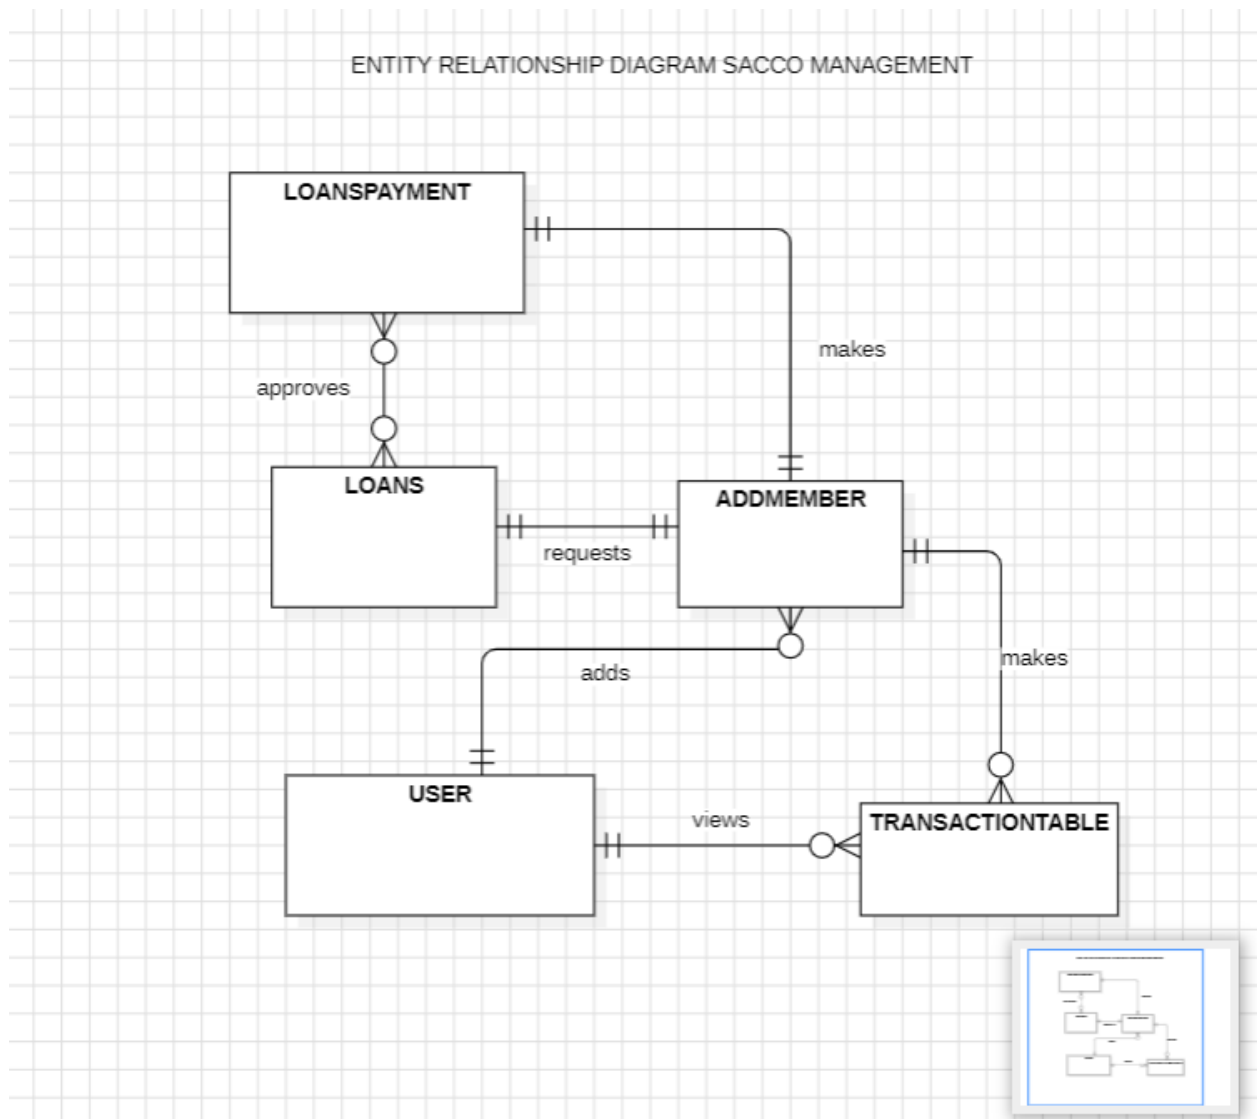 ENTITY RELATIONSHIP DIAGRAM SACCO MANAGEMENT
LOANSPAYMENT
makes
approves
LOANS
ADDMEMBER
requests
makes
adds
USER
views
TRANSACTIONTABLE